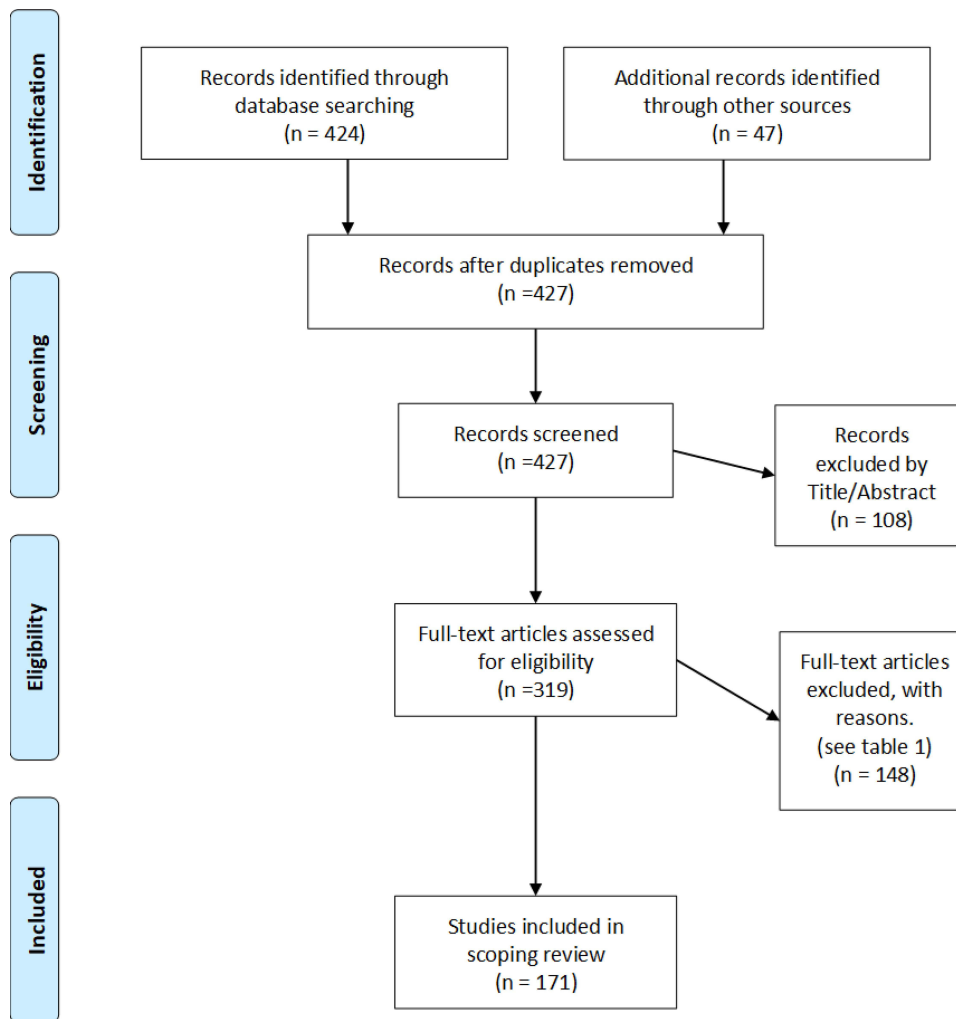 Identification
Records identified through
database searching
(n = 424)
Additional records identified
through other sources
(n = 47)
Records after duplicates removed
(n =427)
Screening
Records screened
(n =427)
Records
excluded by
Title/Abstract
(n = 108)
Eligibility
Full-text articles assessed
for eligibility
(n =319)
Full-text articles
excluded, with
reasons.
(see table 1)
(n = 148)
Included
Studies included in
scoping review
(n = 171)